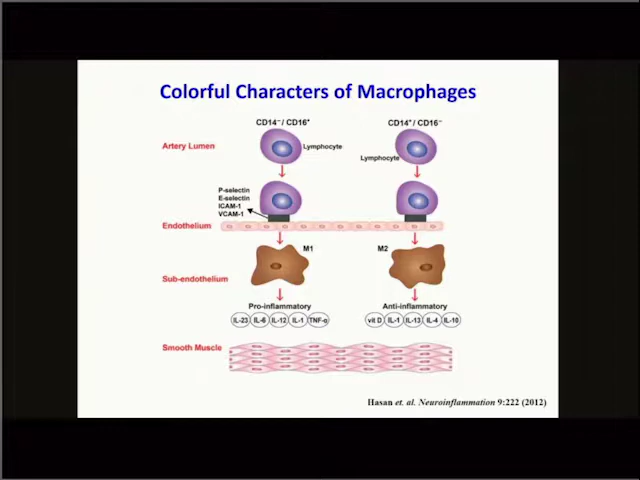 Colorful Characters of Macrophages
CD14⁻/ CD16⁺
CD14⁺/ CD16⁻
Artery Lumen
Lymphocyte
Lymphocyte
P-selectin
E-selectin
ICAM-1
VCAM-1
Endothelium
M1
M2
Sub-endothelium
Pro-inflammatory
Anti-inflammatory
IL-23 IL-6 IL-12 IL-1 TNF-α
vit D IL-1 IL-13 IL-4 IL-10
Smooth Muscle
Hasan et. al. Neuroinflammation 9:222 (2012)